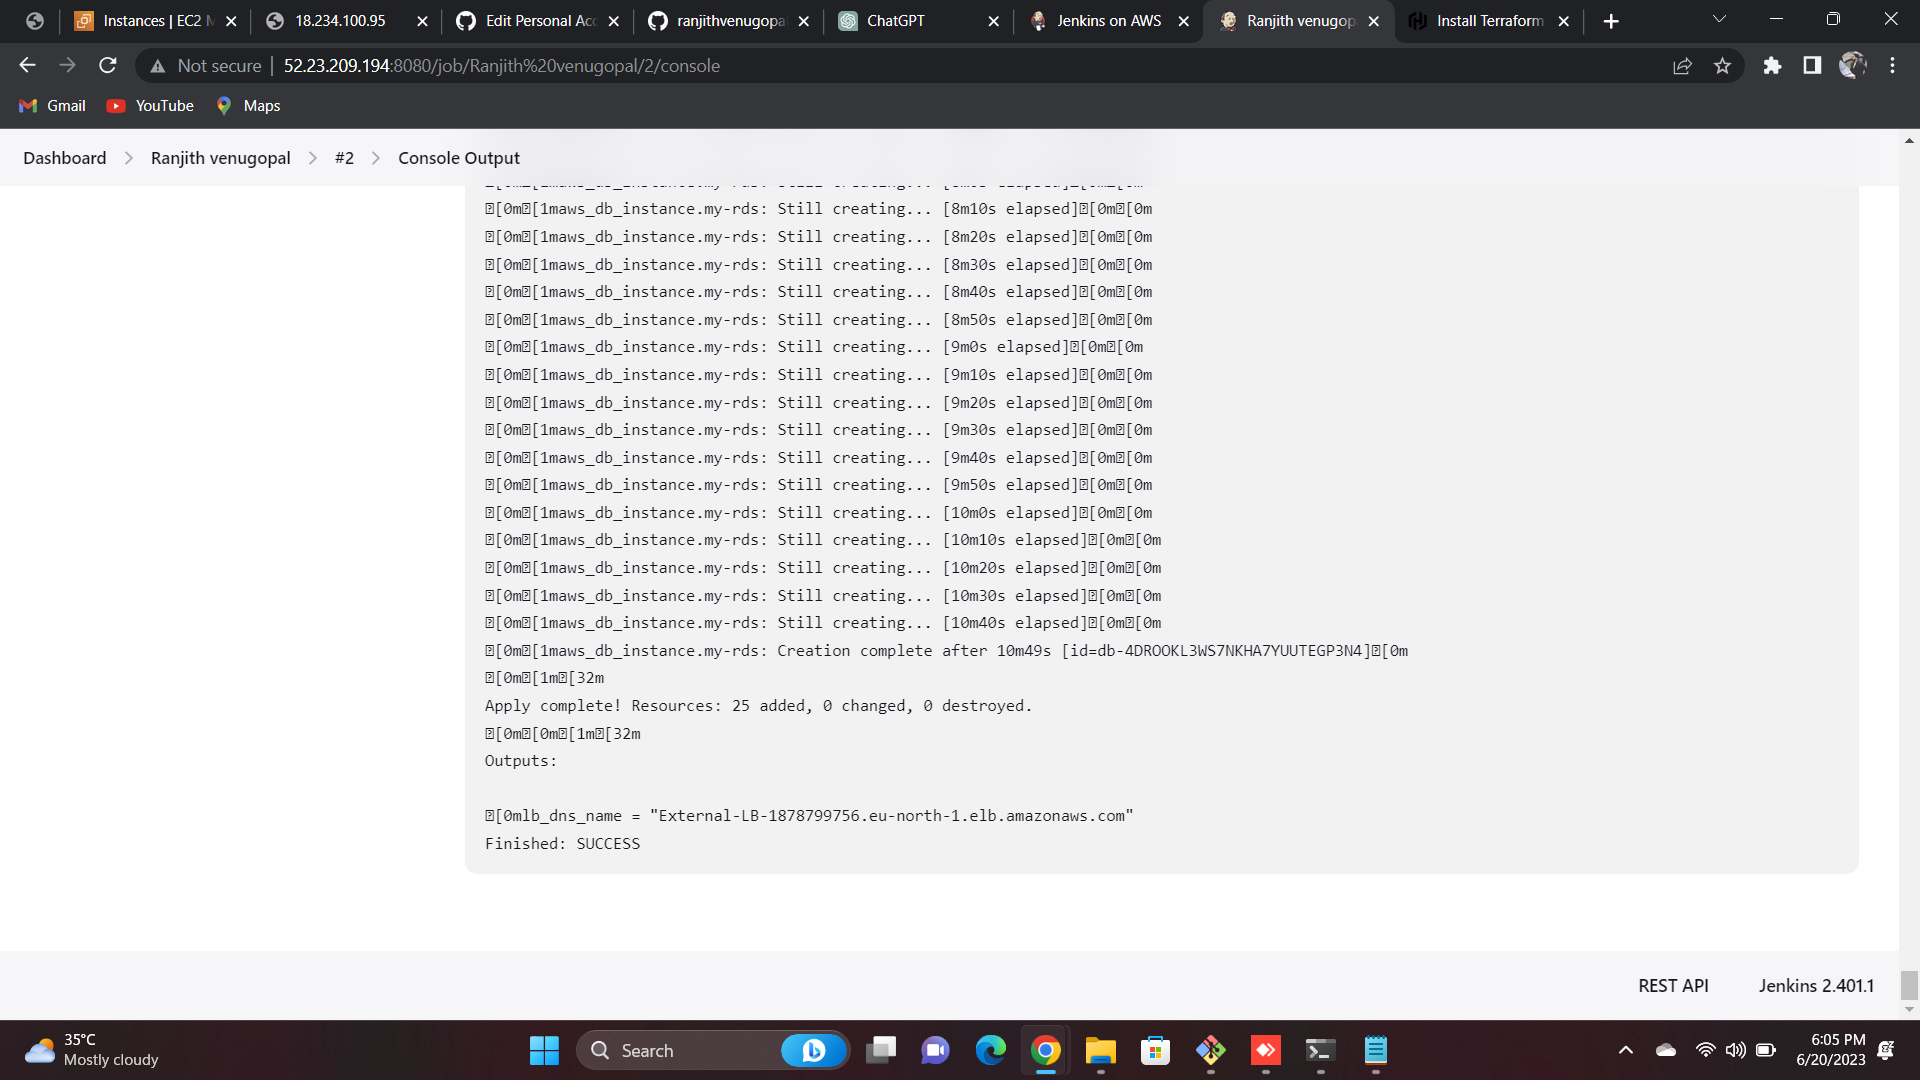 Instances | EC2 M
18.234.100.95
Edit Personal Acc
ranjithvenugopal
ChatGPT
Jenkins on AWS
Ranjith venugop
Install Terraform
Not secure
52.23.209.194:8080/job/Ranjith%20venugopal/2/console
Gmail
YouTube
Maps
Dashboard
Ranjith venugopal
#2
Console Output
[0m[1maws_db_instance.my-rds: Still creating... [8m10s elapsed][0m[0m
[0m[1maws_db_instance.my-rds: Still creating... [8m20s elapsed][0m[0m
[0m[1maws_db_instance.my-rds: Still creating... [8m30s elapsed][0m[0m
[0m[1maws_db_instance.my-rds: Still creating... [8m40s elapsed][0m[0m
[0m[1maws_db_instance.my-rds: Still creating... [8m50s elapsed][0m[0m
[0m[1maws_db_instance.my-rds: Still creating... [9m0s elapsed][0m[0m
[0m[1maws_db_instance.my-rds: Still creating... [9m10s elapsed][0m[0m
[0m[1maws_db_instance.my-rds: Still creating... [9m20s elapsed][0m[0m
[0m[1maws_db_instance.my-rds: Still creating... [9m30s elapsed][0m[0m
[0m[1maws_db_instance.my-rds: Still creating... [9m40s elapsed][0m[0m
[0m[1maws_db_instance.my-rds: Still creating... [9m50s elapsed][0m[0m
[0m[1maws_db_instance.my-rds: Still creating... [10m0s elapsed][0m[0m
[0m[1maws_db_instance.my-rds: Still creating... [10m10s elapsed][0m[0m
[0m[1maws_db_instance.my-rds: Still creating... [10m20s elapsed][0m[0m
[0m[1maws_db_instance.my-rds: Still creating... [10m30s elapsed][0m[0m
[0m[1maws_db_instance.my-rds: Still creating... [10m40s elapsed][0m[0m
[0m[1maws_db_instance.my-rds: Creation complete after 10m49s [id=db-4DROOKL3WS7NKHA7YUUTEGP3N4][0m
[0m[1m[32m
Apply complete! Resources: 25 added, 0 changed, 0 destroyed.
[0m[0m[1m[32m
Outputs:
[0mlb_dns_name = "External-LB-1878799756.eu-north-1.elb.amazonaws.com"
Finished: SUCCESS
REST API
Jenkins 2.401.1
35°C
Mostly cloudy
Search
6:05 PM
6/20/2023